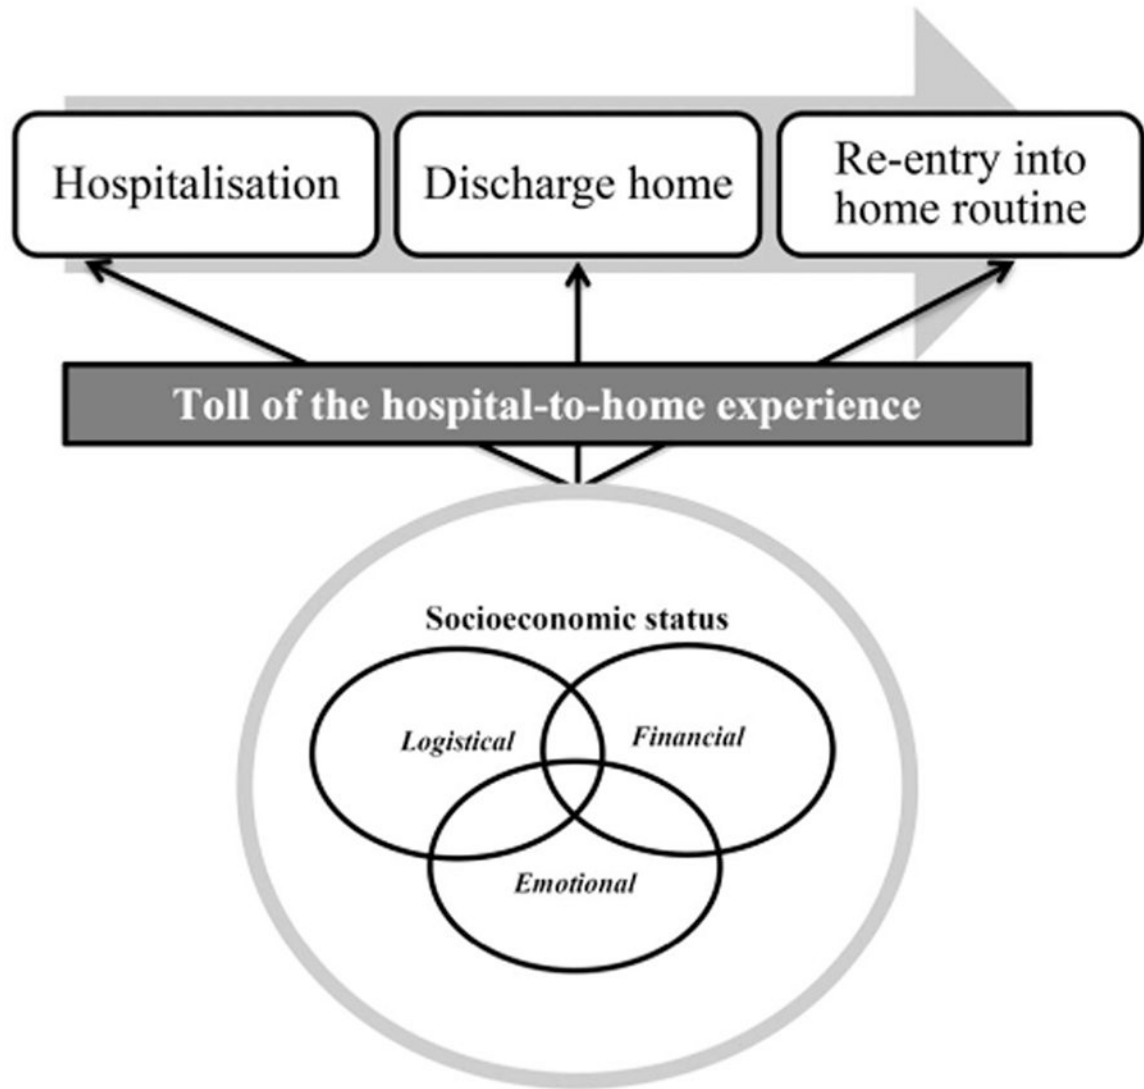 Hospitalisation
Discharge home
Re-entry into
home routine
Toll of the hospital-to-home experience
Socioeconomic status
Logistical
Financial
Emotional